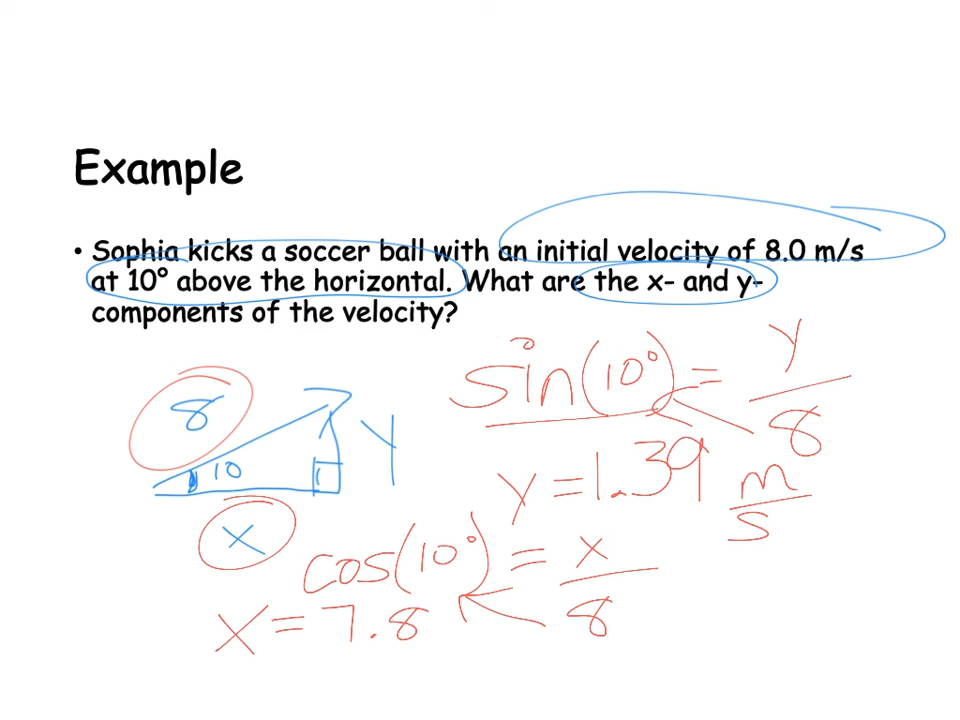 Example
• Sophia kicks a soccer ball with an initial velocity of 8.0 m/s
at 10° above the horizontal. What are the x- and y-
components of the velocity?
sin(10°) = y/8
8
10
y
y = 1.39 m/s
x
cos(10°) = x/8
x = 7.8